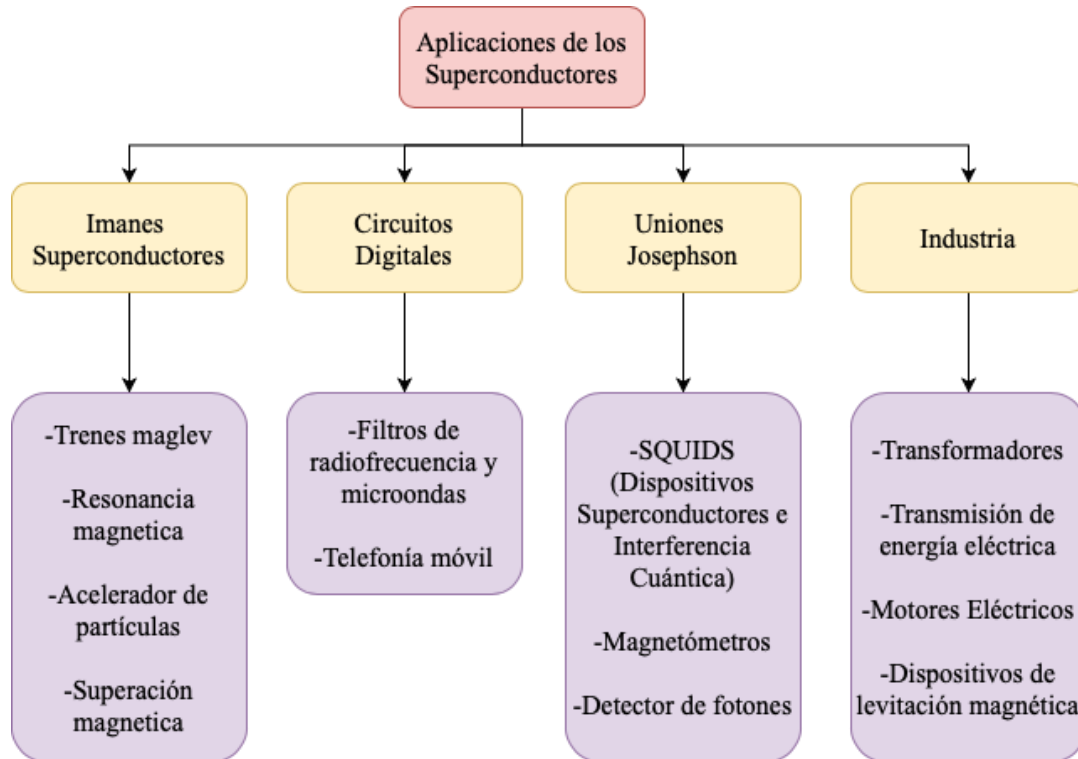 Aplicaciones de los
Superconductores
Imanes
Superconductores
Circuitos
Digitales
Uniones
Josephson
Industria
-Trenes maglev
-Resonancia
magnetica
-Acelerador de
partículas
-Superación
magnetica
-Filtros de
radiofrecuencia y
microondas
-Telefonía móvil
-SQUIDS
(Dispositivos
Superconductores e
Interferencia
Cuántica)
-Magnetómetros
-Detector de fotones
-Transformadores
-Transmisión de
energía eléctrica
-Motores Eléctricos
-Dispositivos de
levitación magnética